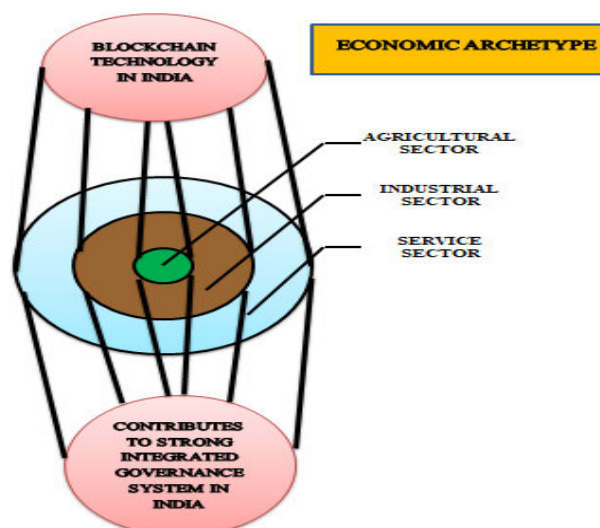 BLOCKCHAIN
TECHNOLOGY
IN INDIA
ECONOMIC ARCHETYPE
AGRICULTURAL
SECTOR
INDUSTRIAL
SECTOR
SERVICE
SECTOR
CONTRIBUTES
TO STRONG
INTEGRATED
GOVERNANCE
SYSTEM IN
INDIA